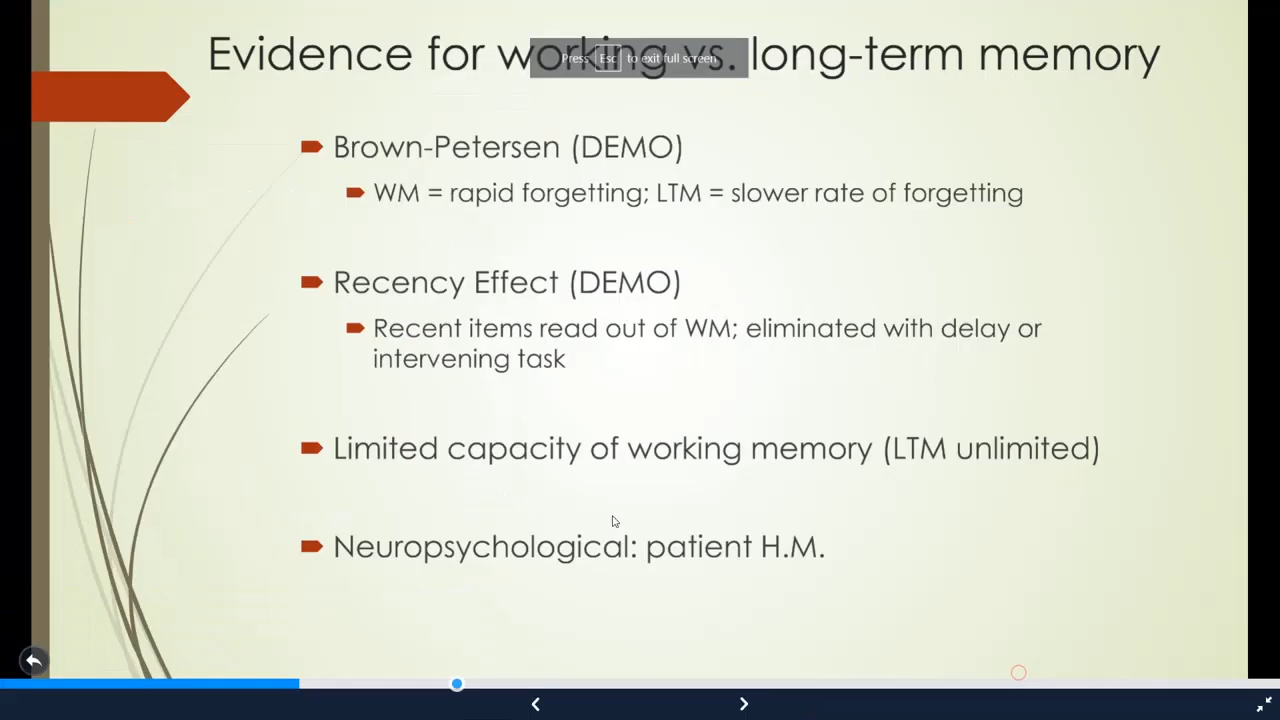 Evidence for working vs. long-term memory
Press Esc to exit full screen
Brown-Petersen (DEMO)
WM = rapid forgetting; LTM = slower rate of forgetting
Recency Effect (DEMO)
Recent items read out of WM; eliminated with delay or
intervening task
Limited capacity of working memory (LTM unlimited)
Neuropsychological: patient H.M.